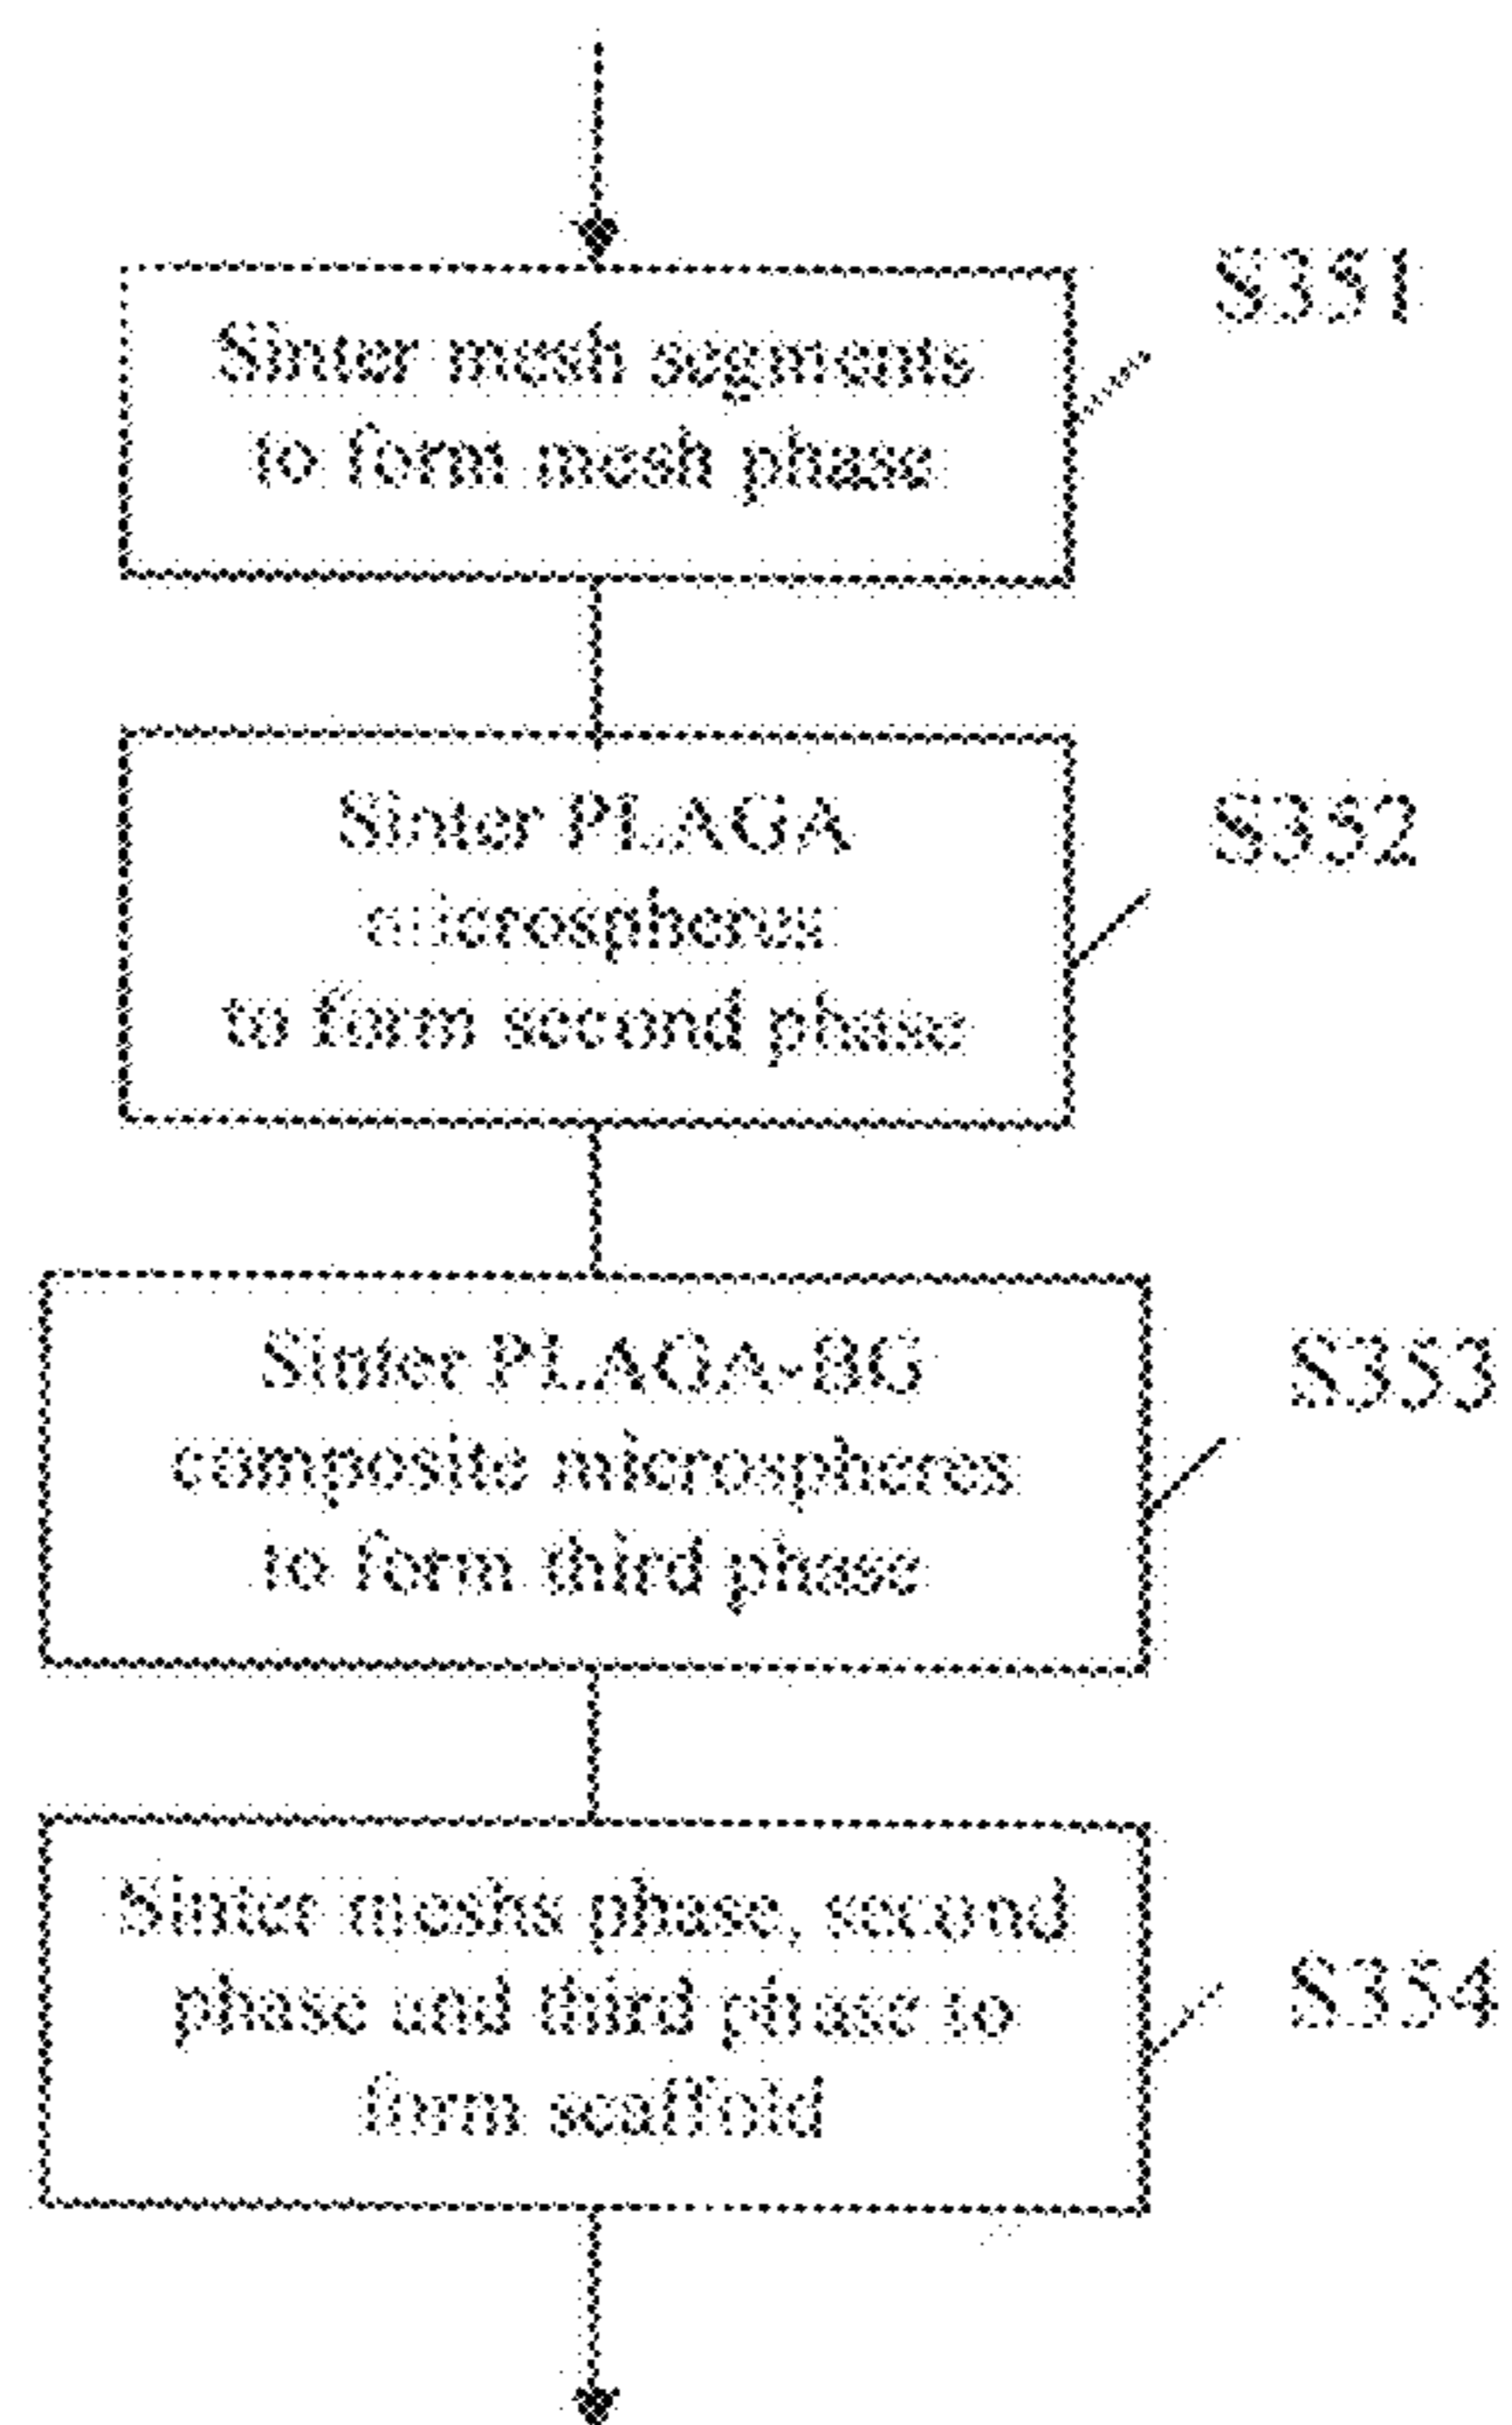 S351
Sinter mesh segments
to form mesh phase
S352
Sinter PLAGA
microspheres
to form second phase
S353
Sinter PLAGA-BG
composite microspheres
to form third phase
Sinter meshs phase, second
S354
phase and third phase to
form scaffold